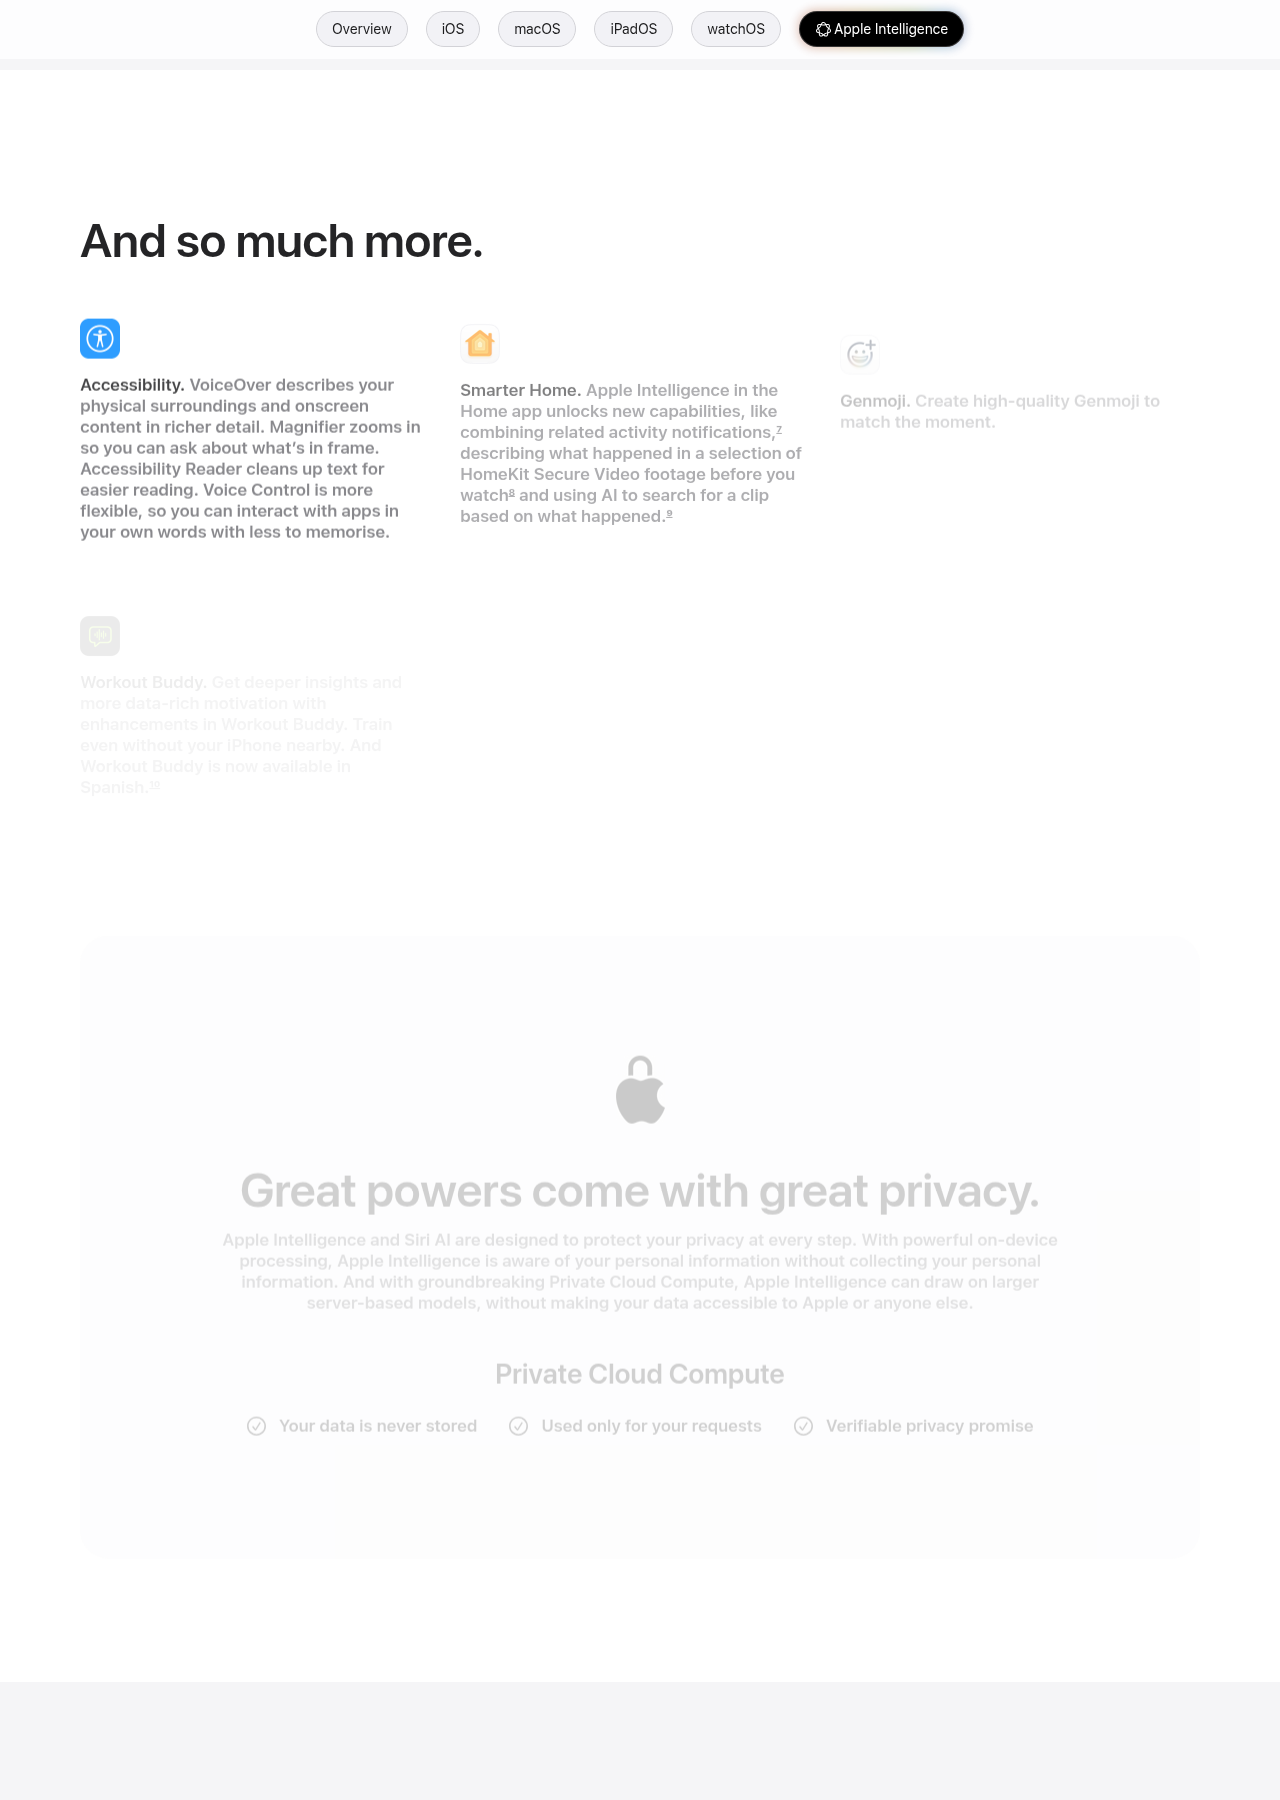 Overview
iOS
macOS
iPadOS
watchOS
Apple Intelligence
And so much more.
Accessibility. VoiceOver describes your
physical surroundings and onscreen
content in richer detail. Magnifier zooms in
so you can ask about what’s in frame.
Accessibility Reader cleans up text for
easier reading. Voice Control is more
flexible, so you can interact with apps in
your own words with less to memorise.
Smarter Home. Apple Intelligence in the
Home app unlocks new capabilities, like
combining related activity notifications,⁷
describing what happened in a selection of
HomeKit Secure Video footage before you
watch⁸ and using AI to search for a clip
based on what happened.⁹
Genmoji. Create high-quality Genmoji to
match the moment.
Workout Buddy. Get deeper insights and
more data-rich motivation with
enhancements in Workout Buddy. Train
even without your iPhone nearby. And
Workout Buddy is now available in
Spanish.
Great powers come with great privacy.
Apple Intelligence and Siri AI are designed to protect your privacy at every step. With powerful on-device
processing, Apple Intelligence is aware of your personal information without collecting your personal
information. And with groundbreaking Private Cloud Compute, Apple Intelligence can draw on larger
server-based models, without making your data accessible to Apple or anyone else.
Private Cloud Compute
Your data is never stored
Used only for your requests
Verifiable privacy promise